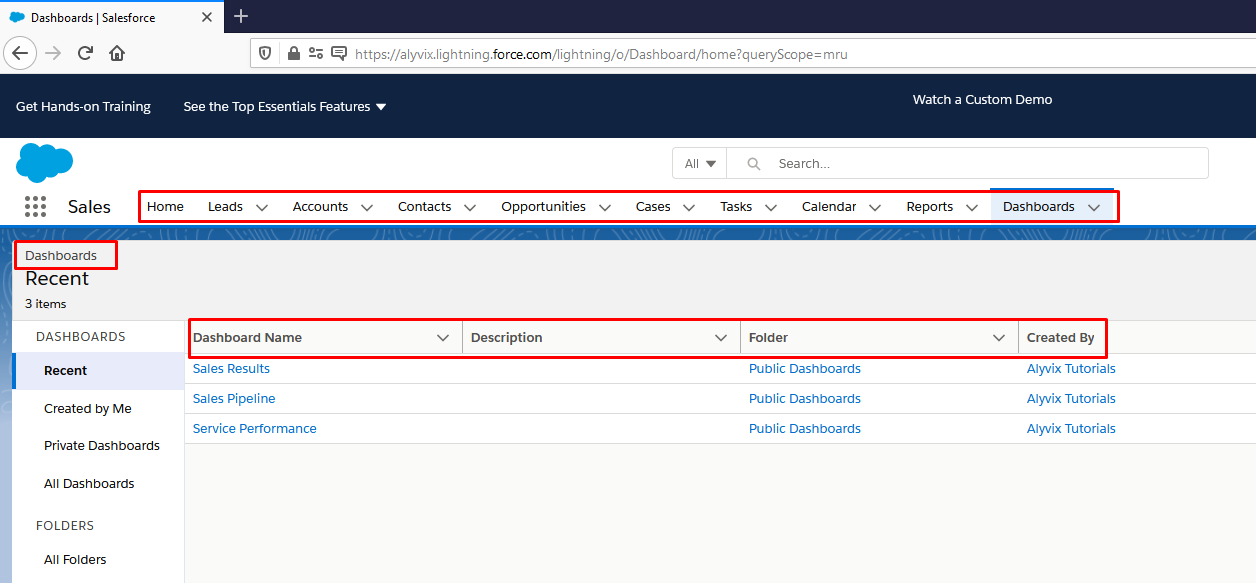 Dashboards | Salesforce
https://alyvix.lightning.force.com/lightning/o/Dashboard/home?queryScope=mru
Get Hands-on Training See the Top Essentials Features Watch a Custom Demo
All Search...
Sales Home Leads Accounts Contacts Opportunities Cases Tasks Calendar Reports Dashboards
Dashboards
Recent
3 items
DASHBOARDS
Recent
Created by Me
Private Dashboards
All Dashboards
FOLDERS
All Folders
Dashboard Name Description Folder Created By
Sales Results Public Dashboards Alyvix Tutorials
Sales Pipeline Public Dashboards Alyvix Tutorials
Service Performance Public Dashboards Alyvix Tutorials